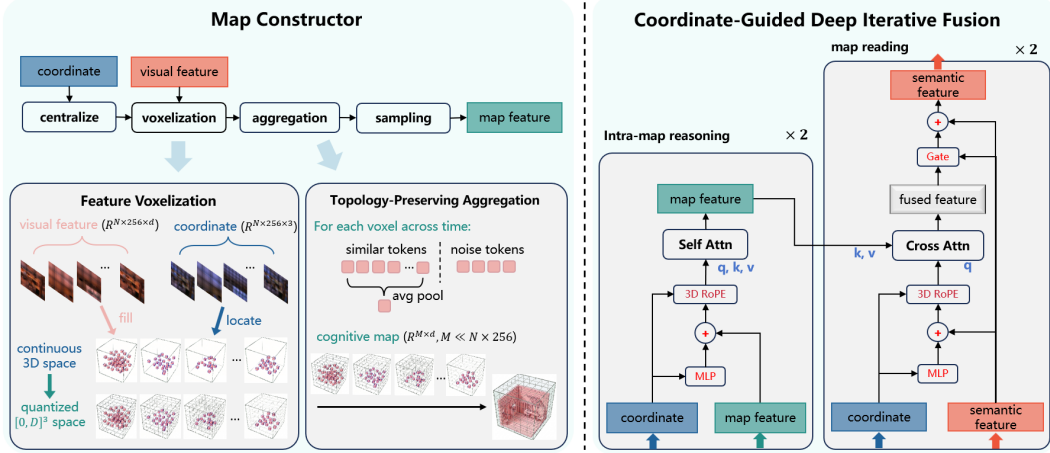 Map Constructor
coordinate
visual feature
centralize
voxelization
aggregation
sampling
map feature
Feature Voxelization
visual feature (R^{N×256×d})
coordinate (R^{N×256×3})
...
...
fill
locate
continuous
3D space
...
quantized
[0, D]³ space
...
Topology-Preserving Aggregation
For each voxel across time:
similar tokens
noise tokens
...
avg pool
cognitive map (R^{M×d}, M ≪ N × 256)
...
Coordinate-Guided Deep Iterative Fusion
Intra-map reasoning
× 2
map feature
Self Attn
q, k, v
3D RoPE
+
MLP
coordinate
map feature
map reading
× 2
semantic
feature
+
Gate
fused feature
k, v
Cross Attn
q
3D RoPE
+
MLP
coordinate
semantic
feature